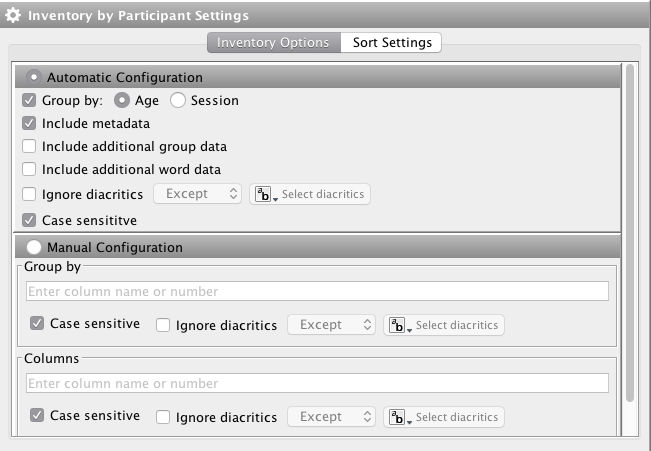 Inventory by Participant Settings
Inventory Options Sort Settings
Automatic Configuration
Group by: Age Session
Include metadata
Include additional group data
Include additional word data
Ignore diacritics Except ab Select diacritics
Case sensititve
Manual Configuration
Group by
Enter column name or number
Case sensitive Ignore diacritics Except ab Select diacritics
Columns
Enter column name or number
Case sensitive Ignore diacritics Except ab Select diacritics